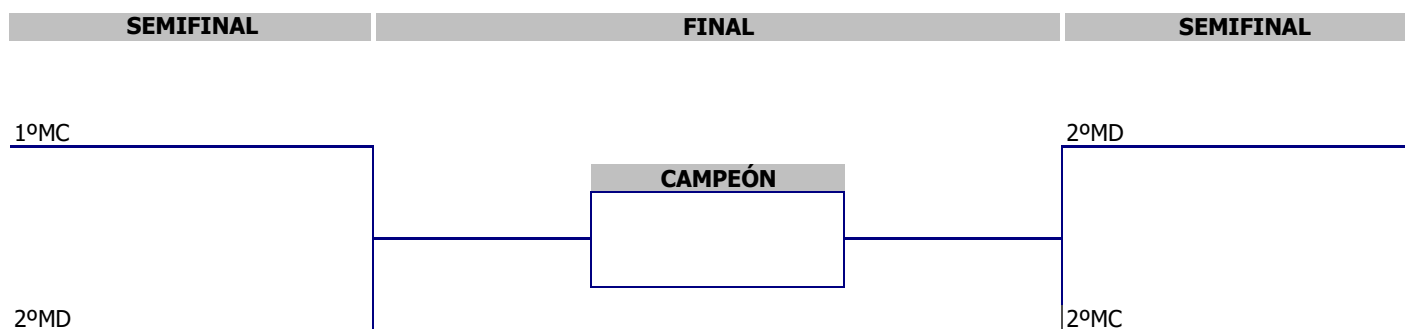 SEMIFINAL FINAL SEMIFINAL
1ºMC 2ºMD
CAMPEÓN
2ºMD 2ºMC